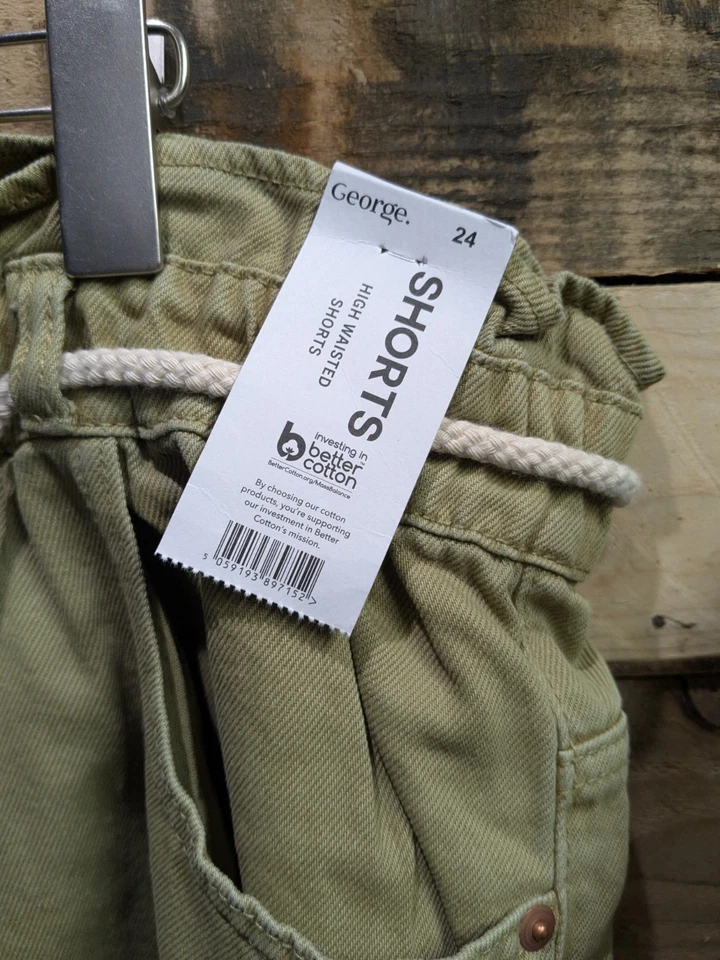 George.
24
SHORTS
HIGH WAISTED
SHORTS
investing in
better
cotton
BetterCotton.org/MassBalance
By choosing our cotton
products, you're supporting
our investment in Better
Cotton's mission.
5 059193 897152 >